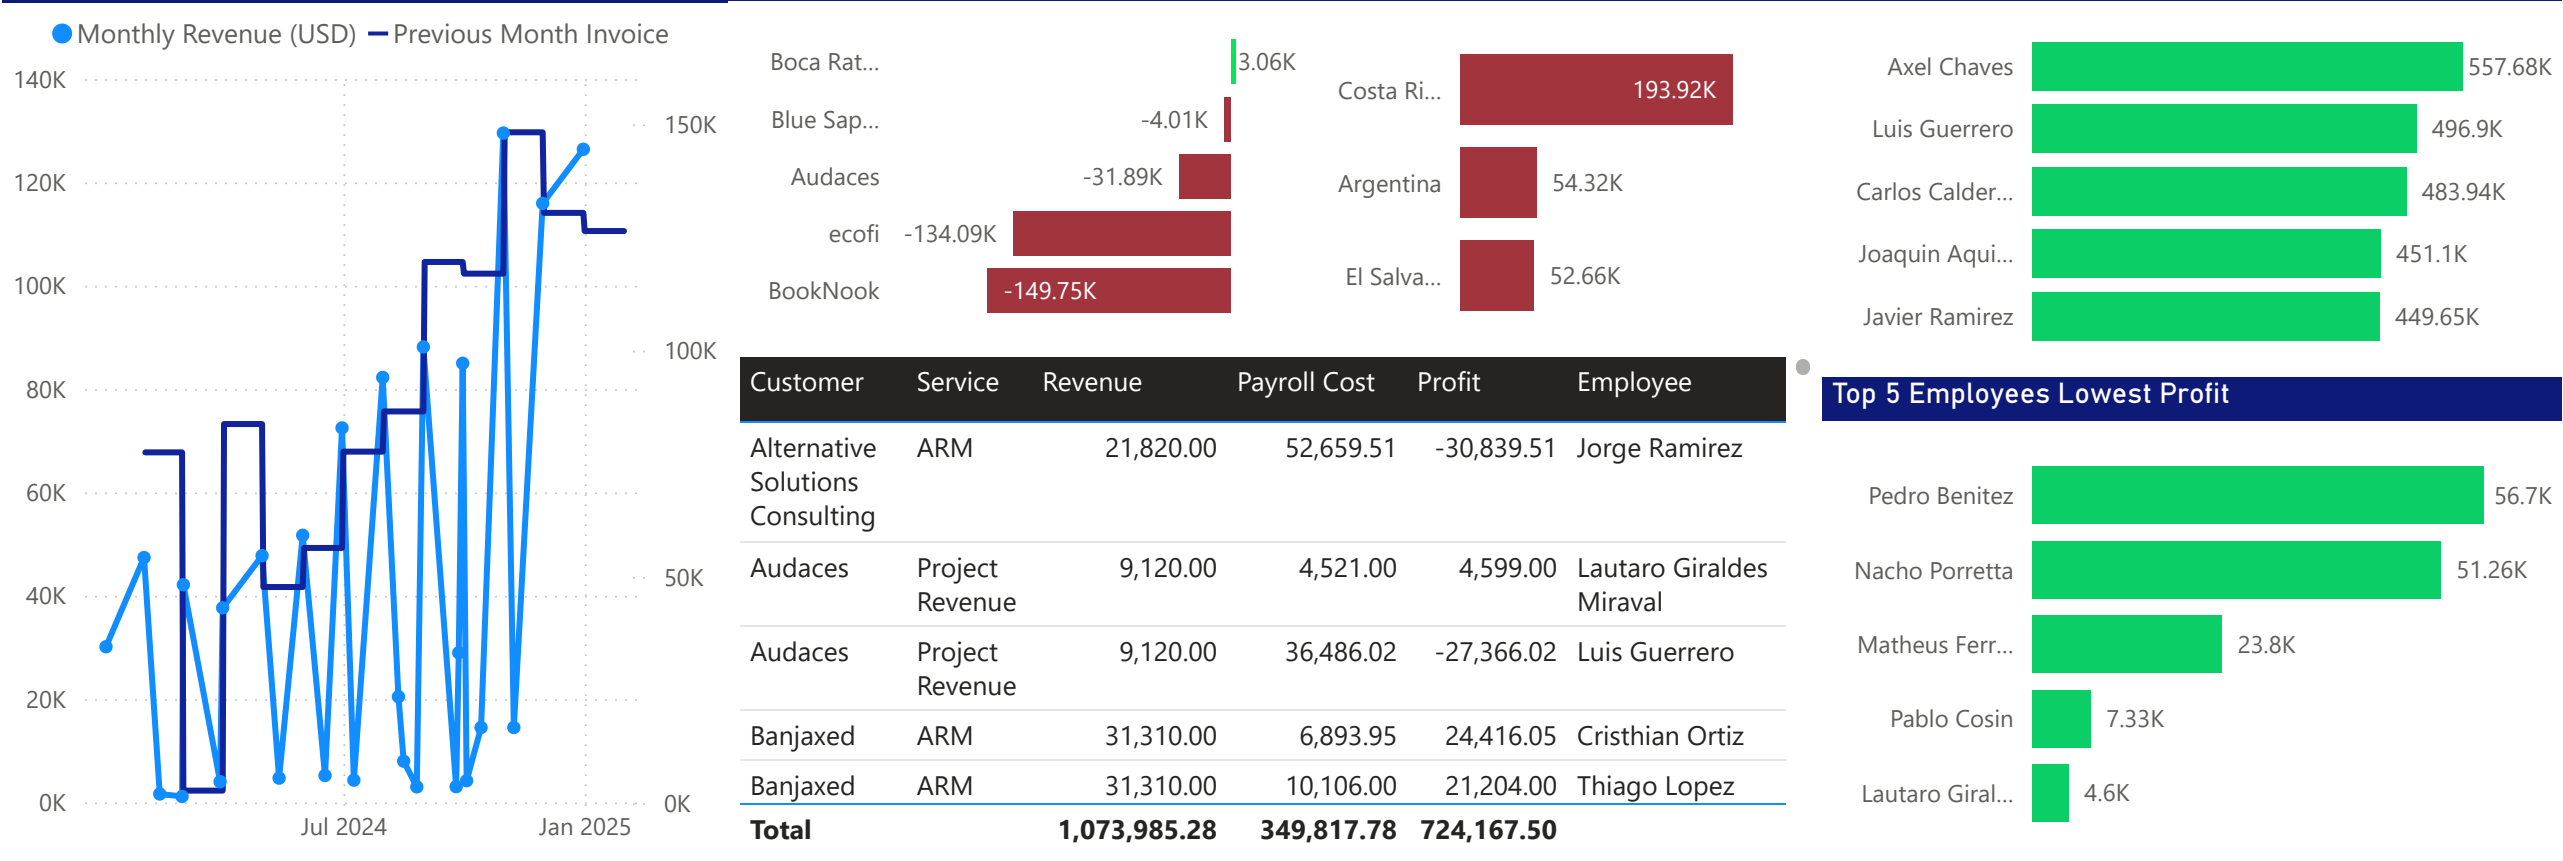 Monthly Revenue (USD) Previous Month Invoice
140K
120K
100K
80K
60K
40K
20K
0K
150K
100K
50K
0K
Jul 2024 Jan 2025
Boca Rat... 3.06K
Blue Sap... -4.01K
Audaces -31.89K
ecofi -134.09K
BookNook -149.75K
Costa Ri... 193.92K
Argentina 54.32K
El Salva... 52.66K
Axel Chaves 557.68K
Luis Guerrero 496.9K
Carlos Calder... 483.94K
Joaquin Aqui... 451.1K
Javier Ramirez 449.65K
Customer Service Revenue Payroll Cost Profit Employee
Alternative ARM 21,820.00 52,659.51 -30,839.51 Jorge Ramirez
Solutions
Consulting
Audaces Project 9,120.00 4,521.00 4,599.00 Lautaro Giraldes
Revenue Miraval
Audaces Project 9,120.00 36,486.02 -27,366.02 Luis Guerrero
Revenue
Banjaxed ARM 31,310.00 6,893.95 24,416.05 Cristhian Ortiz
Banjaxed ARM 31,310.00 10,106.00 21,204.00 Thiago Lopez
Total 1,073,985.28 349,817.78 724,167.50
Top 5 Employees Lowest Profit
Pedro Benitez 56.7K
Nacho Porretta 51.26K
Matheus Ferr... 23.8K
Pablo Cosin 7.33K
Lautaro Giral... 4.6K